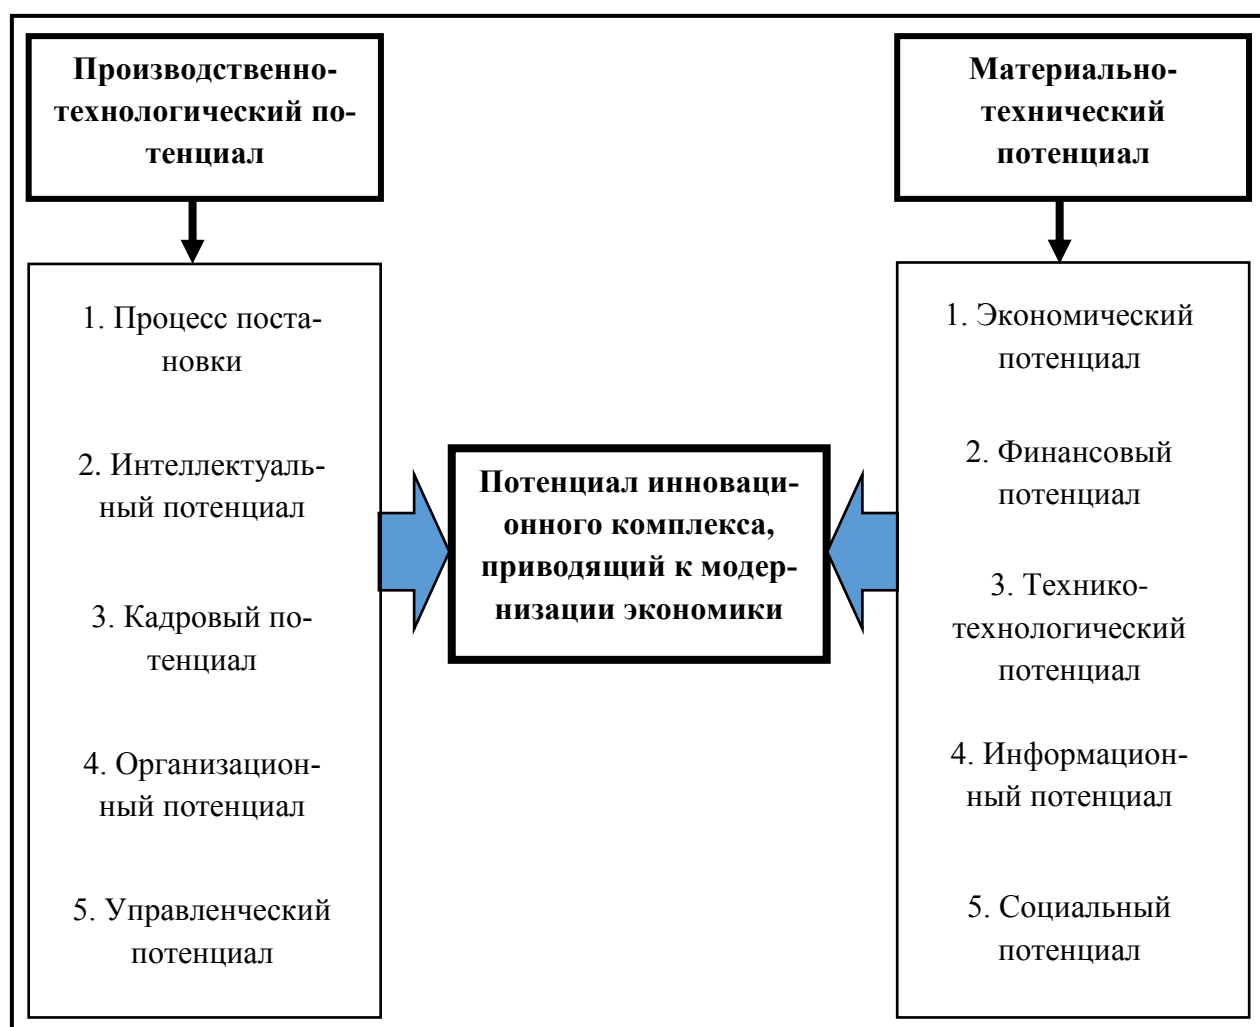 Производственно-
технологический по-
тенциал
1. Процесс поста-
новки
2. Интеллектуаль-
ный потенциал
3. Кадровый по-
тенциал
4. Организацион-
ный потенциал
5. Управленческий
потенциал
Потенциал инноваци-
онного комплекса,
приводящий к модер-
низации экономики
Материально-
технический
потенциал
1. Экономический
потенциал
2. Финансовый
потенциал
3. Технико-
технологический
потенциал
4. Информацион-
ный потенциал
5. Социальный
потенциал